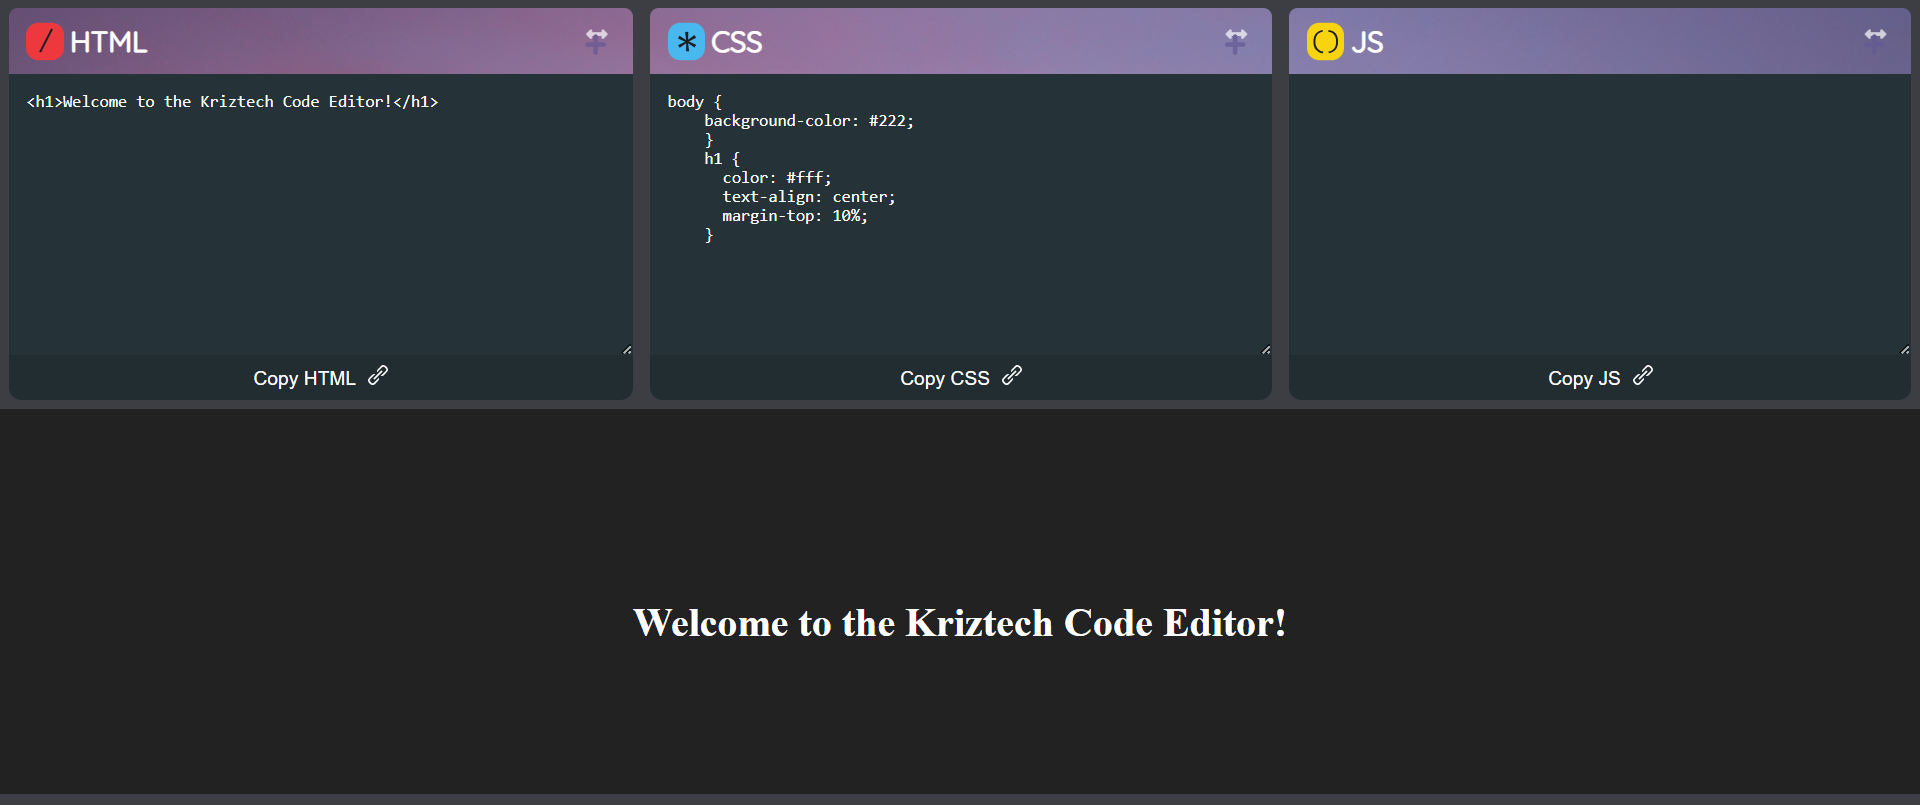 / HTML
<h1>Welcome to the Kriztech Code Editor!</h1>
Copy HTML
* CSS
body {
    background-color: #222;
    }
    h1 {
      color: #fff;
      text-align: center;
      margin-top: 10%;
    }
Copy CSS
() JS
Copy JS
Welcome to the Kriztech Code Editor!